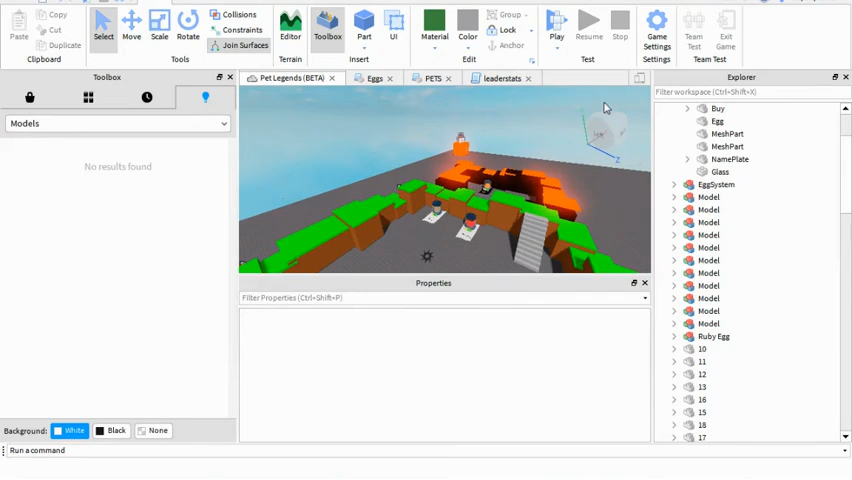 Paste
Copy
Cut
Duplicate
Clipboard
Select
Move
Scale
Rotate
Collisions
Constraints
Join Surfaces
Tools
Editor
Terrain
Toolbox
Part
UI
Insert
Material
Color
Group
Lock
Anchor
Edit
Play
Resume
Stop
Test
Game
Settings
Settings
Team
Test
Exit
Game
Team Test
Toolbox
Models
No results found
Background:
White
Black
None
Pet Legends (BETA)
Eggs
PETS
leaderstats
Z
Properties
Filter Properties (Ctrl+Shift+P)
Explorer
Filter workspace (Ctrl+Shift+X)
Buy
Egg
MeshPart
MeshPart
NamePlate
Glass
EggSystem
Model
Model
Model
Model
Model
Model
Model
Model
Model
Model
Model
Ruby Egg
10
11
12
13
16
15
18
17
Run a command